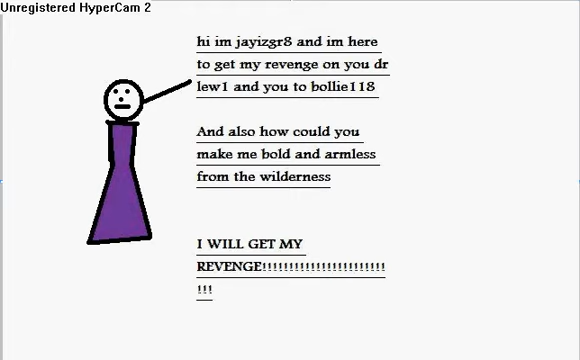 Unregistered HyperCam 2
hi im jayizgr8 and im here
to get my revenge on you dr
lew1 and you to bollie118
And also how could you
make me bold and armless
from the wilderness
I WILL GET MY
REVENGE!!!!!!!!!!!!!!!!!!!!!!!
!!!